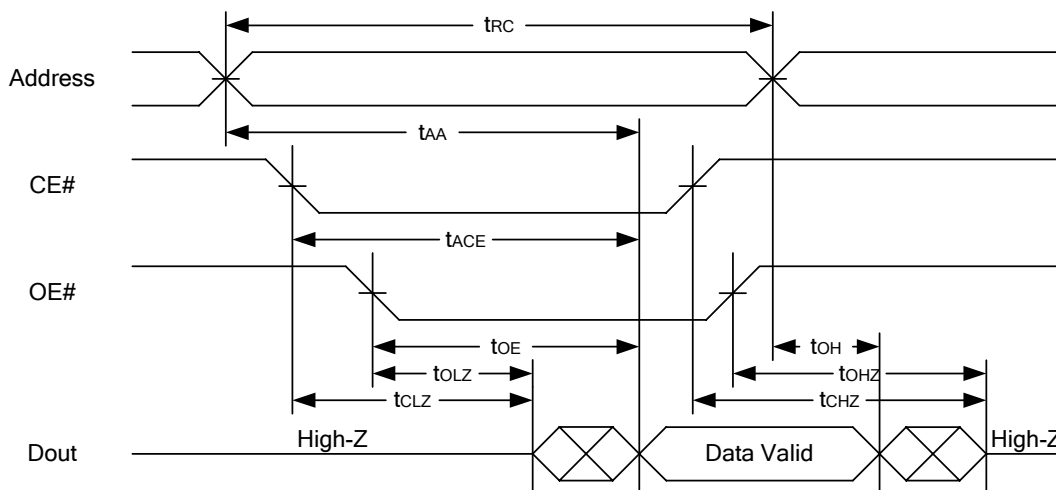 tRC
Address
tAA
CE#
tACE
OE#
tOE
tOH
tOLZ
tOHZ
tCLZ
tCHZ
High-Z
Dout
Data Valid
High-Z